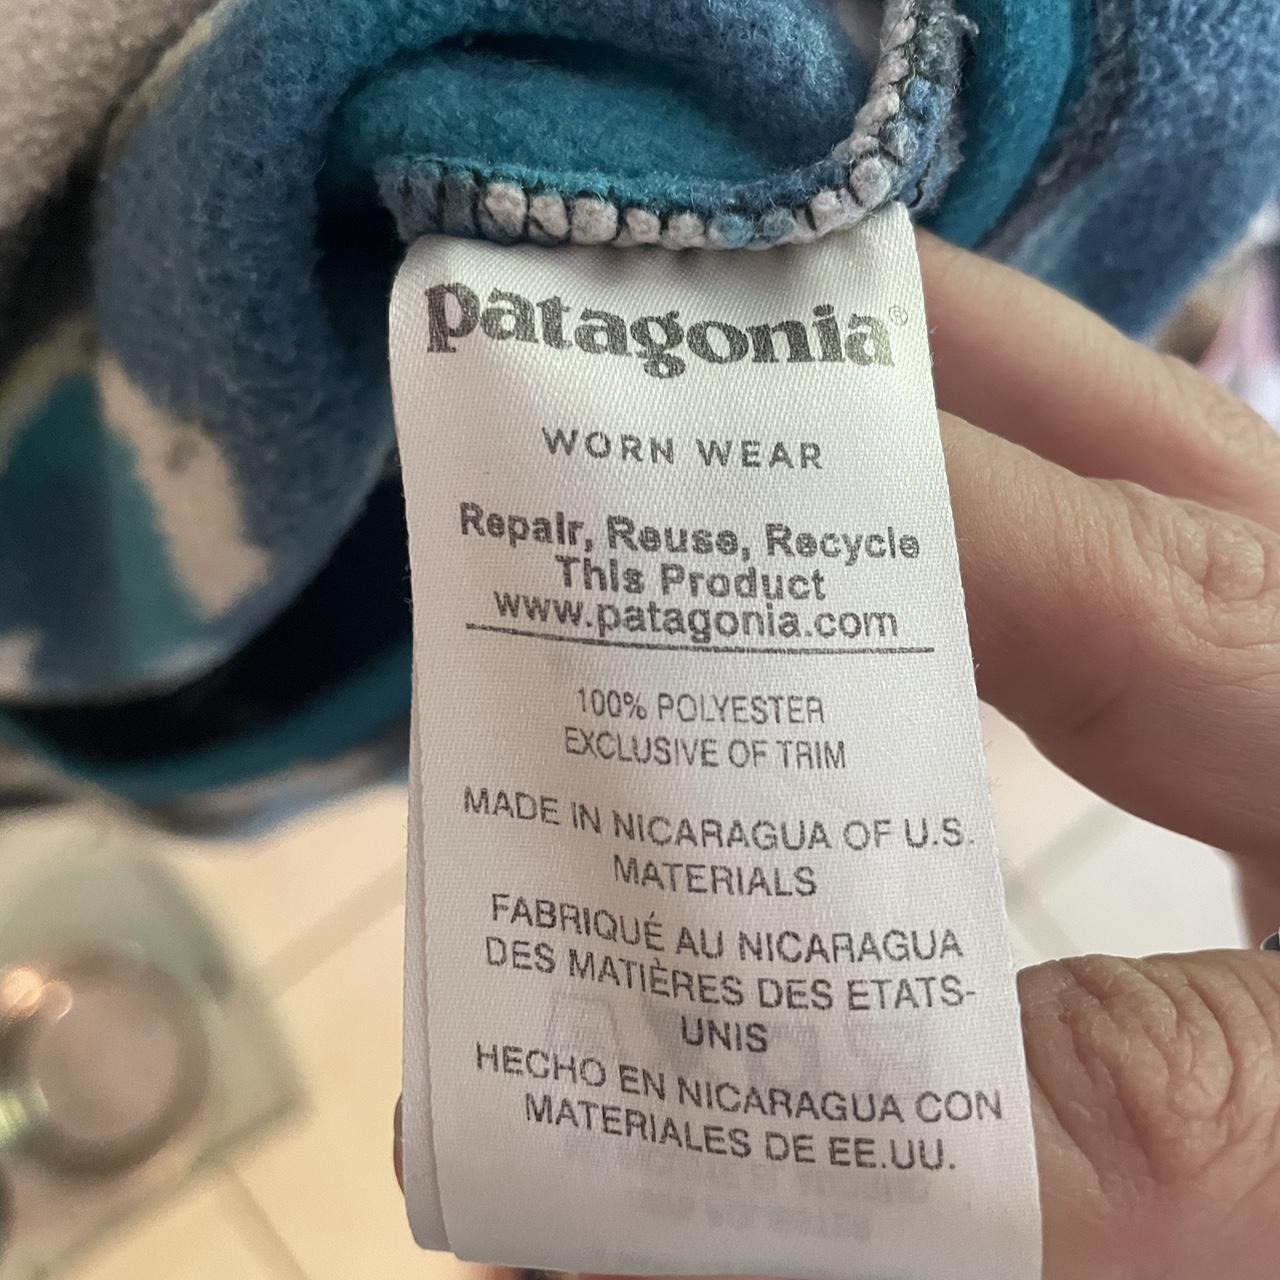 patagonia®
WORN WEAR
Repair, Reuse, Recycle
This Product
www.patagonia.com
100% POLYESTER
EXCLUSIVE OF TRIM
MADE IN NICARAGUA OF U.S.
MATERIALS
FABRIQUÉ AU NICARAGUA
DES MATIÈRES DES ETATS-
UNIS
HECHO EN NICARAGUA CON
MATERIALES DE EE.UU.